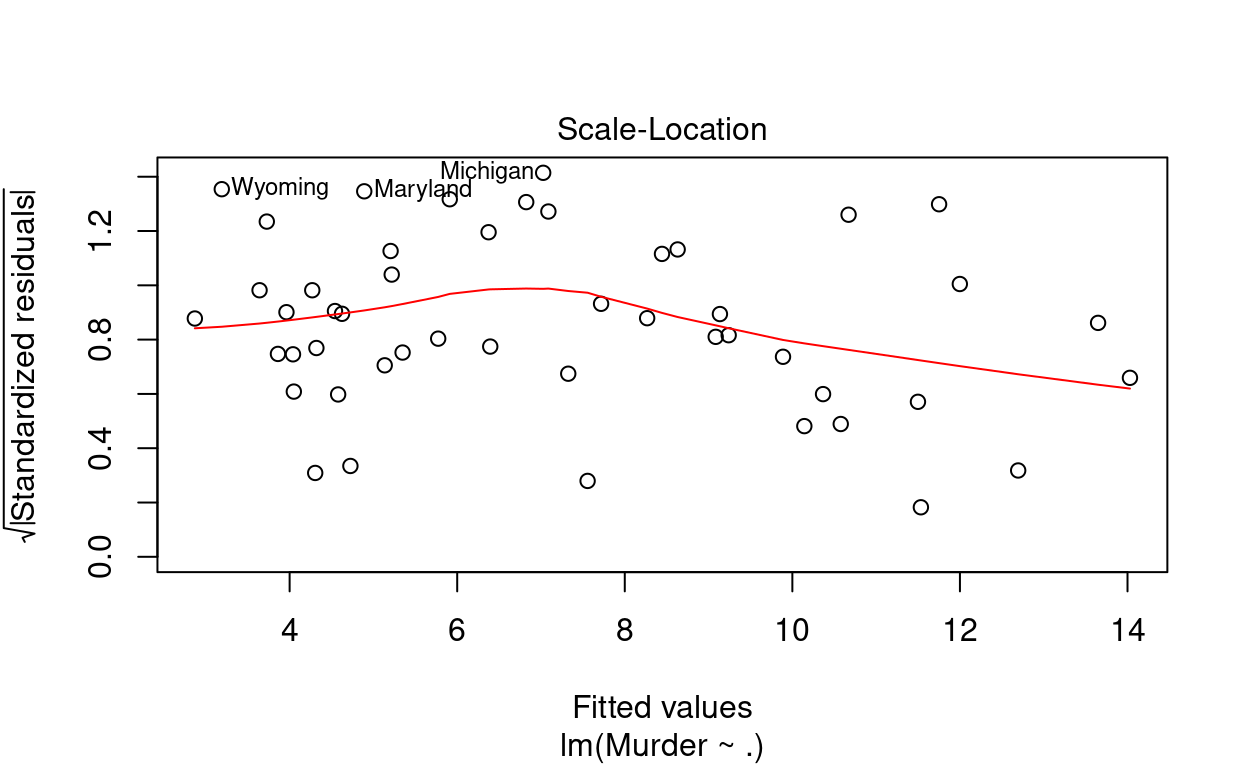 Scale-Location
√|Standardized residuals|
0.0 0.4 0.8 1.2
Wyoming
Maryland
Michigan
4 6 8 10 12 14
Fitted values
lm(Murder ~ .)